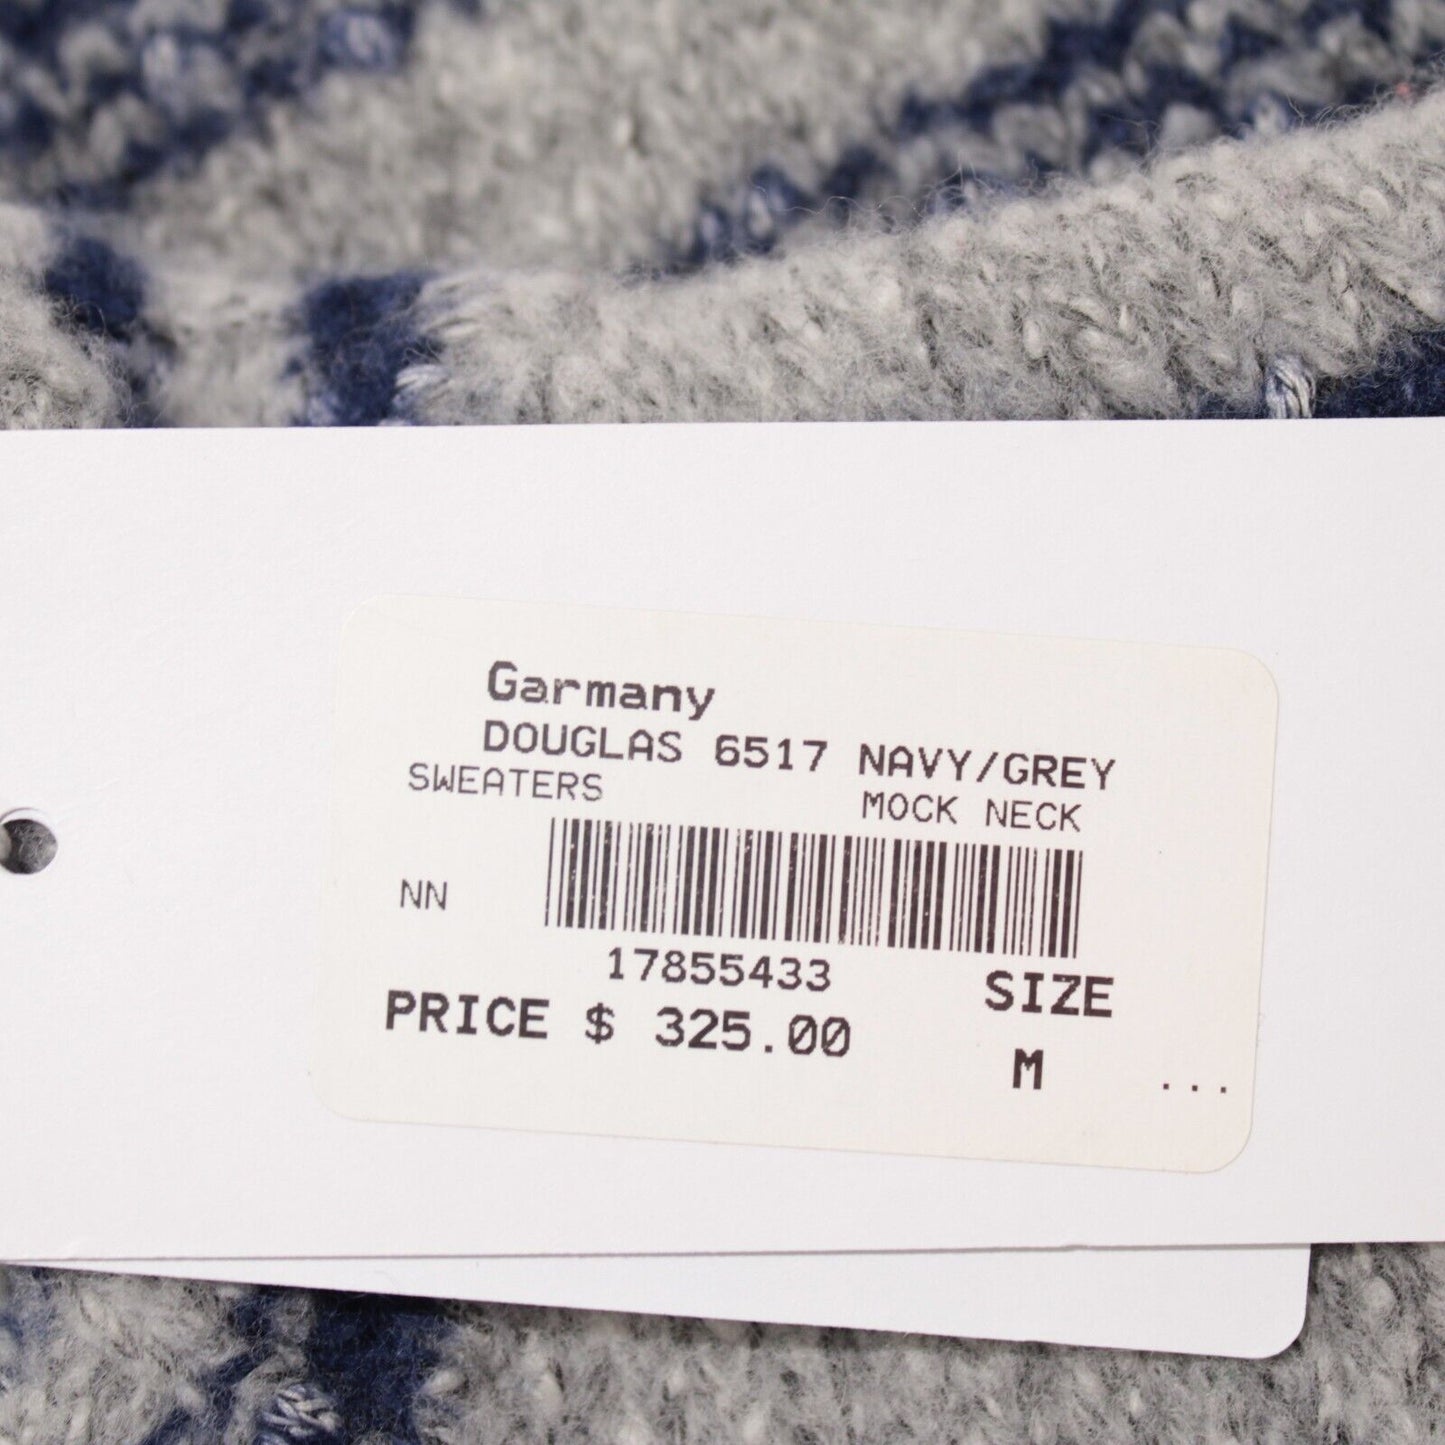 Garmany
DOUGLAS 6517 NAVY/GREY
SWEATERS MOCK NECK
NN
17855433
SIZE
PRICE $ 325.00
M ...